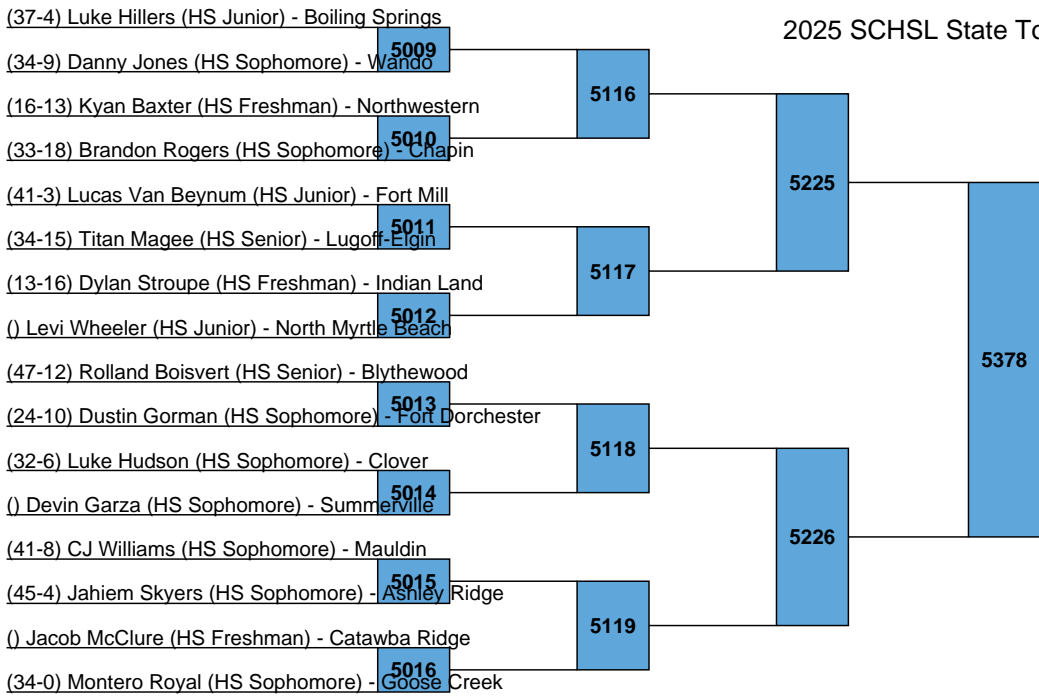 (37-4) Luke Hillers (HS Junior) - Boiling Springs
2025 SCHSL State To
5009
(34-9) Danny Jones (HS Sophomore) - Wando
5116
(16-13) Kyan Baxter (HS Freshman) - Northwestern
5010
(33-18) Brandon Rogers (HS Sophomore) - Chapin
5225
(41-3) Lucas Van Beynum (HS Junior) - Fort Mill
5011
(34-15) Titan Magee (HS Senior) - Lugoff-Elgin
5117
(13-16) Dylan Stroupe (HS Freshman) - Indian Land
5012
() Levi Wheeler (HS Junior) - North Myrtle Beach
5378
(47-12) Rolland Boisvert (HS Senior) - Blythewood
5013
(24-10) Dustin Gorman (HS Sophomore) - Fort Dorchester
5118
(32-6) Luke Hudson (HS Sophomore) - Clover
5014
() Devin Garza (HS Sophomore) - Summerville
5226
(41-8) CJ Williams (HS Sophomore) - Mauldin
5015
(45-4) Jahiem Skyers (HS Sophomore) - Ashley Ridge
5119
() Jacob McClure (HS Freshman) - Catawba Ridge
5016
(34-0) Montero Royal (HS Sophomore) - Goose Creek